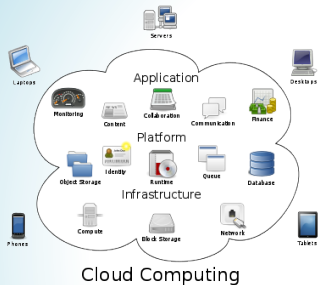 Servers
Laptops
Desktops
Application
Monitoring
Content
Collaboration
Communication
Finance
Platform
Object Storage
Identity
Runtime
Queue
Database
Infrastructure
Compute
Block Storage
Network
Phones
Tablets
Cloud Computing